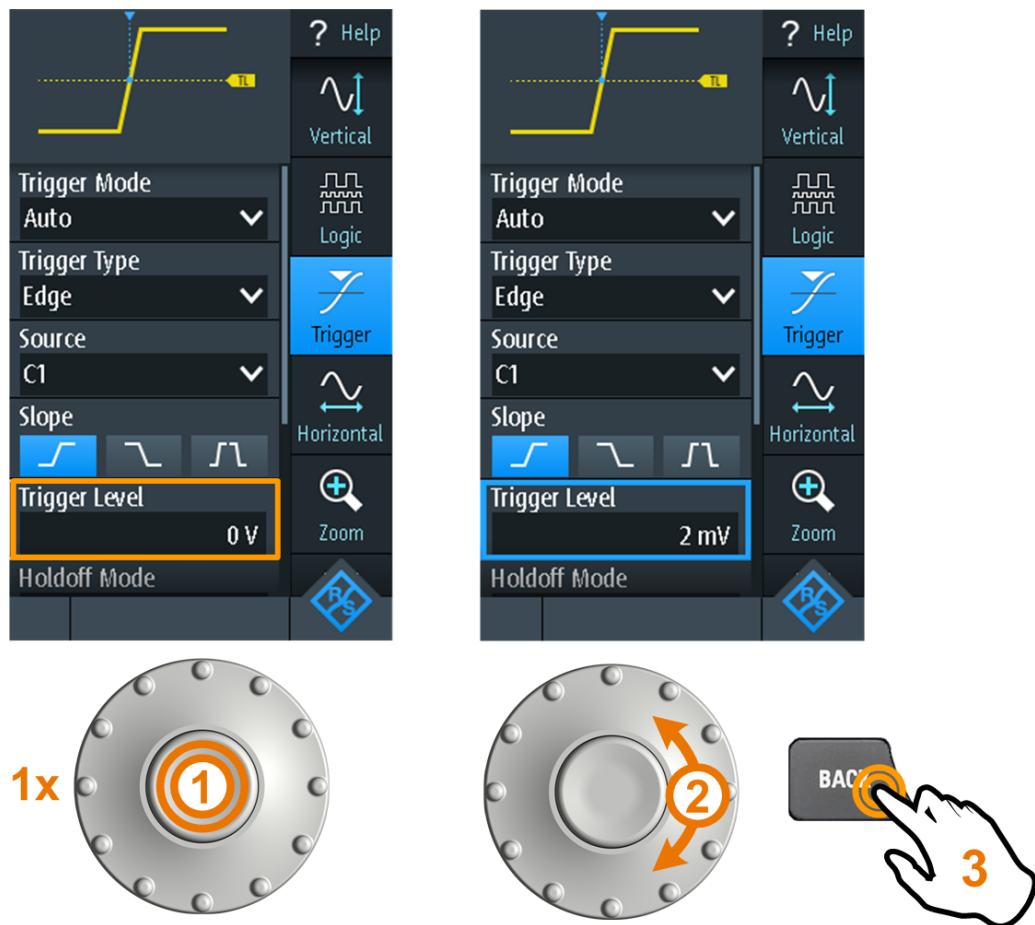 ? Help
TL
Vertical
Trigger Mode
Auto
Logic
Trigger Type
Edge
Trigger
Source
C1
Slope
Horizontal
Trigger Level
0 V
Zoom
Holdoff Mode
R&S
? Help
TL
Vertical
Trigger Mode
Auto
Logic
Trigger Type
Edge
Trigger
Source
C1
Slope
Horizontal
Trigger Level
2 mV
Zoom
Holdoff Mode
R&S
1x
1
2
3